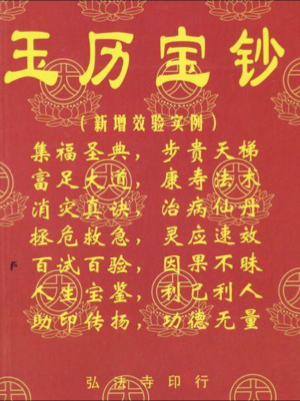 玉历宝钞
(新增效验实例)
集福圣典，步贵天梯
富足大道，康寿法术
消灾真诀，治病仙丹
拯危救急，灵应速效
百试百验，因果不昧
人生宝鉴，利己利人
助印传扬，功德无量
弘法寺印行